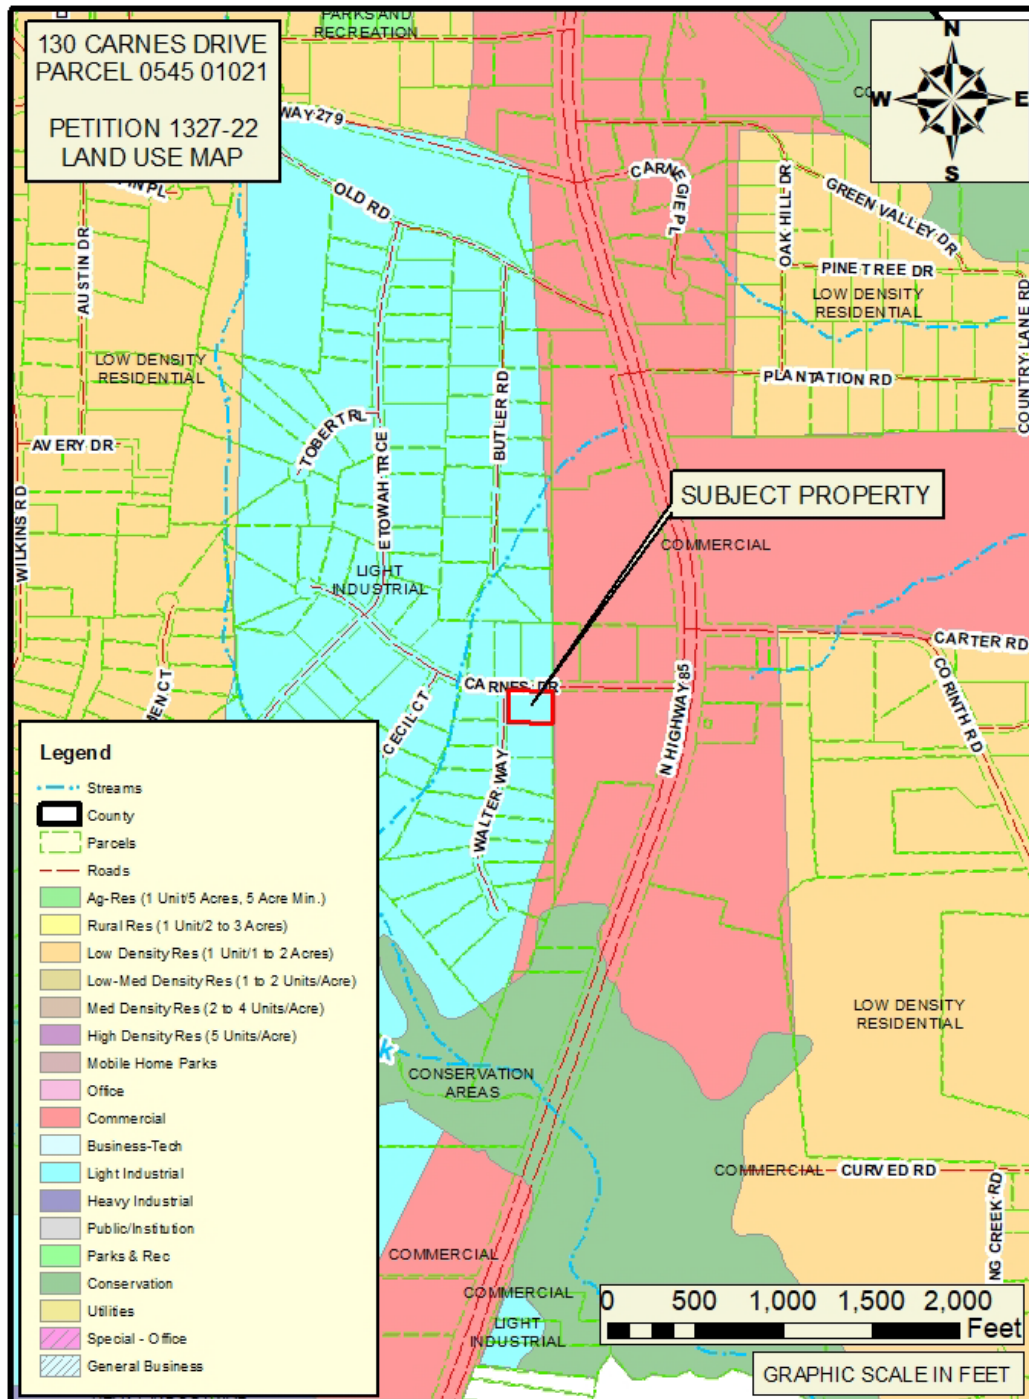 130 CARNES DRIVE
PARCEL 0545 01021
PETITION 1327-22
LAND USE MAP
PARKS AND
RECREATION
N
W
E
S
WAY 279
OLD RD
CARNEGIE PL
OAK HILL DR
GREEN VALLEY DR
AUSTIN DR
PINE TREE DR
LOW DENSITY
RESIDENTIAL
COUNTRY LANE RD
LOW DENSITY
RESIDENTIAL
PLANTATION RD
BUTLER RD
TOBERT RL
ETOWAH TRCE
AVERY DR
WILKINS RD
SUBJECT PROPERTY
COMMERCIAL
LIGHT
INDUSTRIAL
CARTER RD
CORINTH RD
CARNES DR
CECIL CT
N HIGHWAY 85
MEN CT
WALTER WAY
Legend
Streams
County
Parcels
Roads
Ag-Res (1 Unit/5 Acres, 5 Acre Min.)
Rural Res (1 Unit/2 to 3 Acres)
Low Density Res (1 Unit/1 to 2 Acres)
Low-Med Density Res (1 to 2 Units/Acre)
Med Density Res (2 to 4 Units/Acre)
High Density Res (5 Units/Acre)
Mobile Home Parks
Office
Commercial
Business-Tech
Light Industrial
Heavy Industrial
Public/Institution
Parks & Rec
Conservation
Utilities
Special - Office
General Business
LOW DENSITY
RESIDENTIAL
CONSERVATION
AREAS
COMMERCIAL
CURVED RD
NG CREEK RD
COMMERCIAL
COMMERCIAL
LIGHT
INDUSTRIAL
0 500 1,000 1,500 2,000
Feet
GRAPHIC SCALE IN FEET